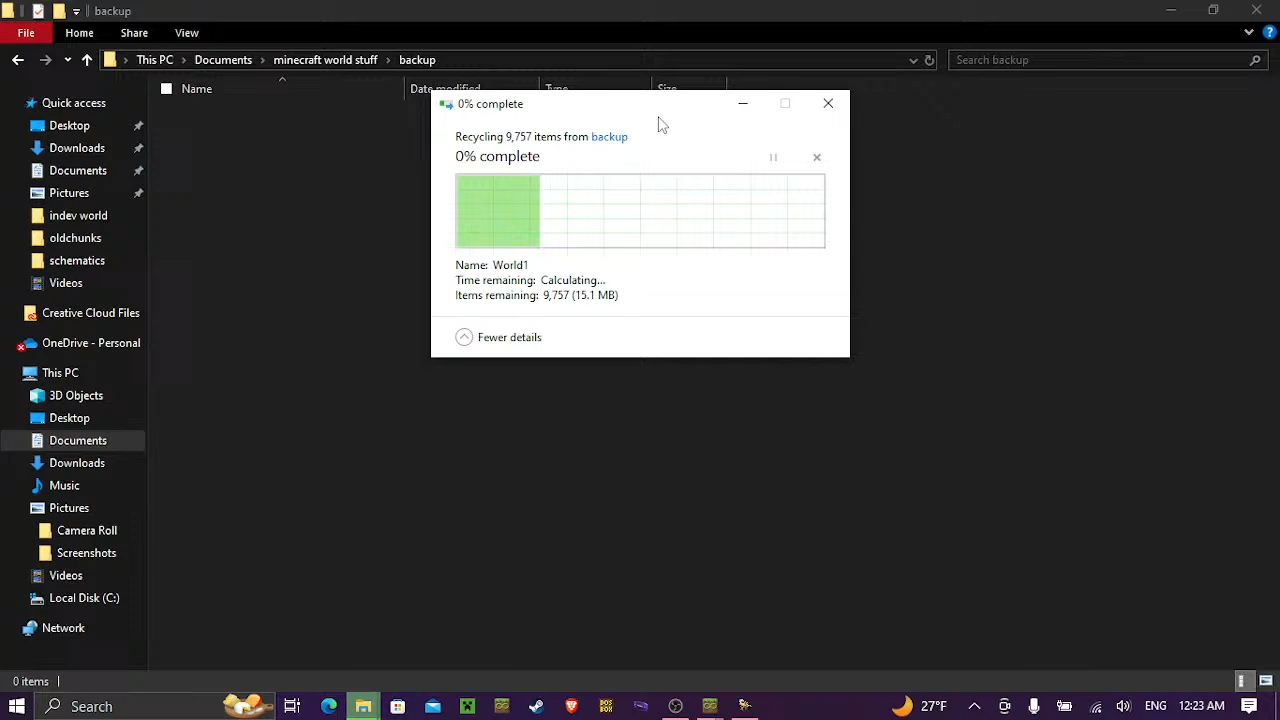 backup
File Home Share View
This PC Documents minecraft world stuff backup Search backup
Name Date modified Type Size
0% complete
Recycling 9,757 items from backup
0% complete
Name: World1
Time remaining: Calculating...
Items remaining: 9,757 (15.1 MB)
Fewer details
Quick access
Desktop
Downloads
Documents
Pictures
indev world
oldchunks
schematics
Videos
Creative Cloud Files
OneDrive - Personal
This PC
3D Objects
Desktop
Documents
Downloads
Music
Pictures
Camera Roll
Screenshots
Videos
Local Disk (C:)
Network
0 items
Search 27°F ENG 12:23 AM